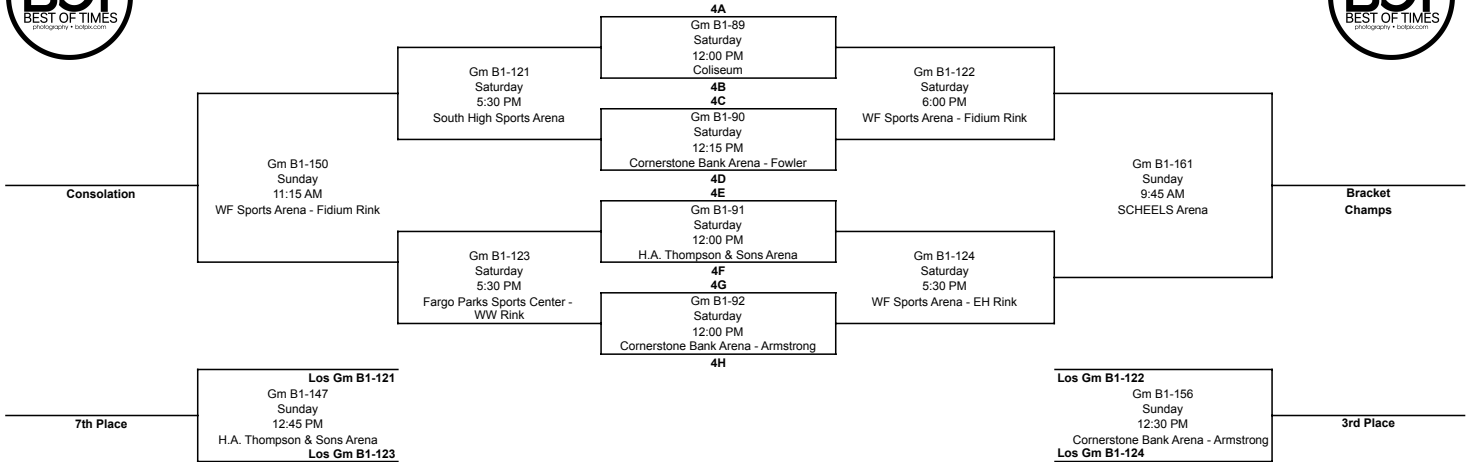 BOT
BEST OF TIMES
photography • botpix.com
BOT
BEST OF TIMES
photography • botpix.com
4A
Gm B1-89
Saturday
12:00 PM
Coliseum
4B
Gm B1-121
Saturday
5:30 PM
South High Sports Arena
Gm B1-122
Saturday
6:00 PM
WF Sports Arena - Fidium Rink
4C
Gm B1-90
Saturday
12:15 PM
Cornerstone Bank Arena - Fowler
4D
Gm B1-150
Sunday
11:15 AM
WF Sports Arena - Fidium Rink
Consolation
Gm B1-161
Sunday
9:45 AM
SCHEELS Arena
Bracket
Champs
4E
Gm B1-91
Saturday
12:00 PM
H.A. Thompson & Sons Arena
4F
Gm B1-123
Saturday
5:30 PM
Fargo Parks Sports Center -
WW Rink
Gm B1-124
Saturday
5:30 PM
WF Sports Arena - EH Rink
4G
Gm B1-92
Saturday
12:00 PM
Cornerstone Bank Arena - Armstrong
4H
Los Gm B1-121
Gm B1-147
Sunday
12:45 PM
H.A. Thompson & Sons Arena
Los Gm B1-123
7th Place
Los Gm B1-122
Gm B1-156
Sunday
12:30 PM
Cornerstone Bank Arena - Armstrong
Los Gm B1-124
3rd Place